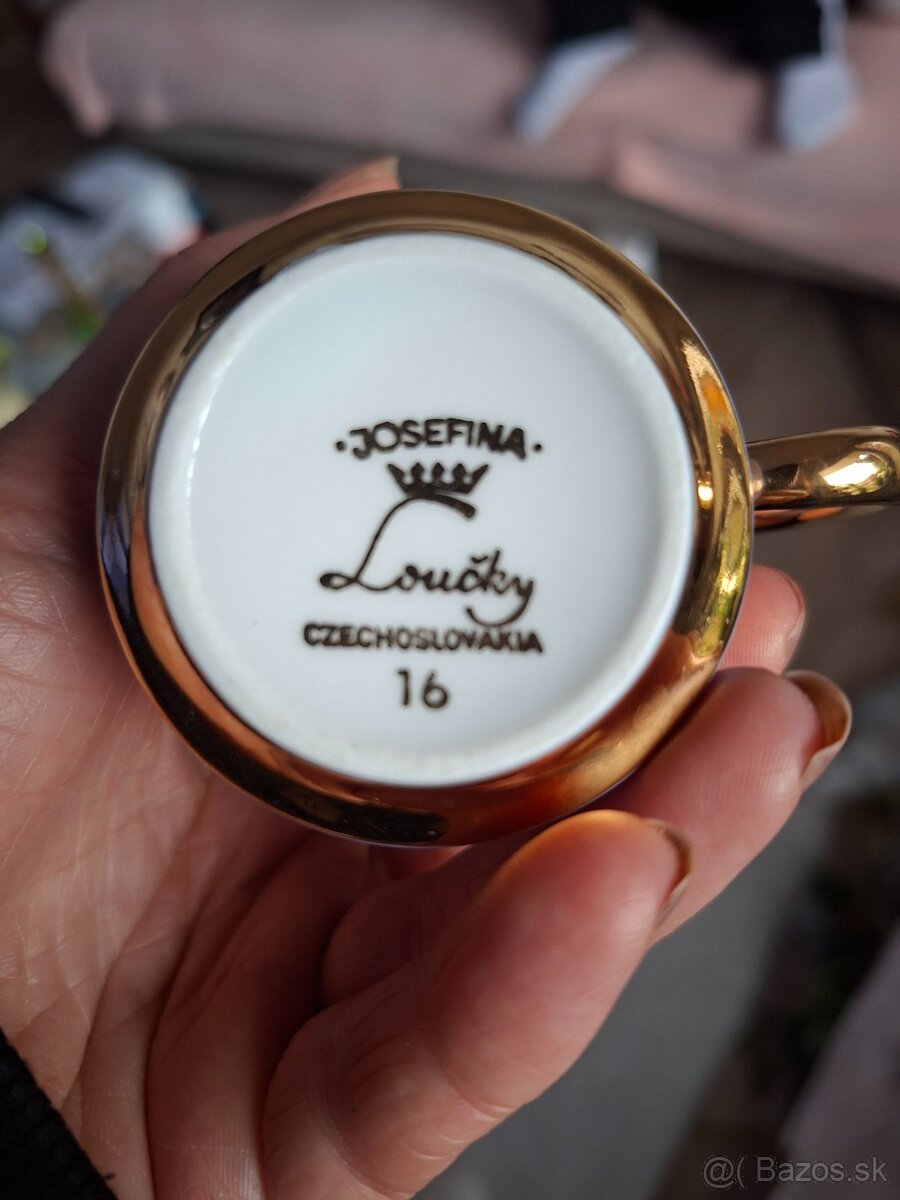 ·JOSEFINA·
Loučky
CZECHOSLOVAKIA
16
@( Bazos.sk